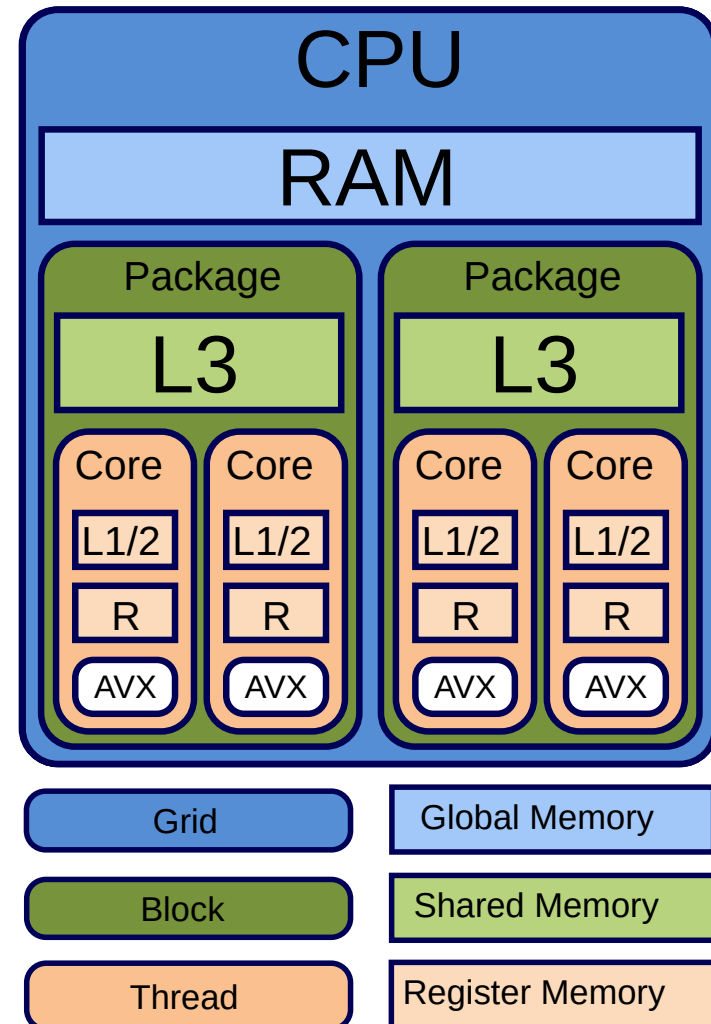 CPU
RAM
Package Package
L3 L3
Core Core Core Core
L1/2 L1/2 L1/2 L1/2
R R R R
AVX AVX AVX AVX
Grid Global Memory
Block Shared Memory
Thread Register Memory